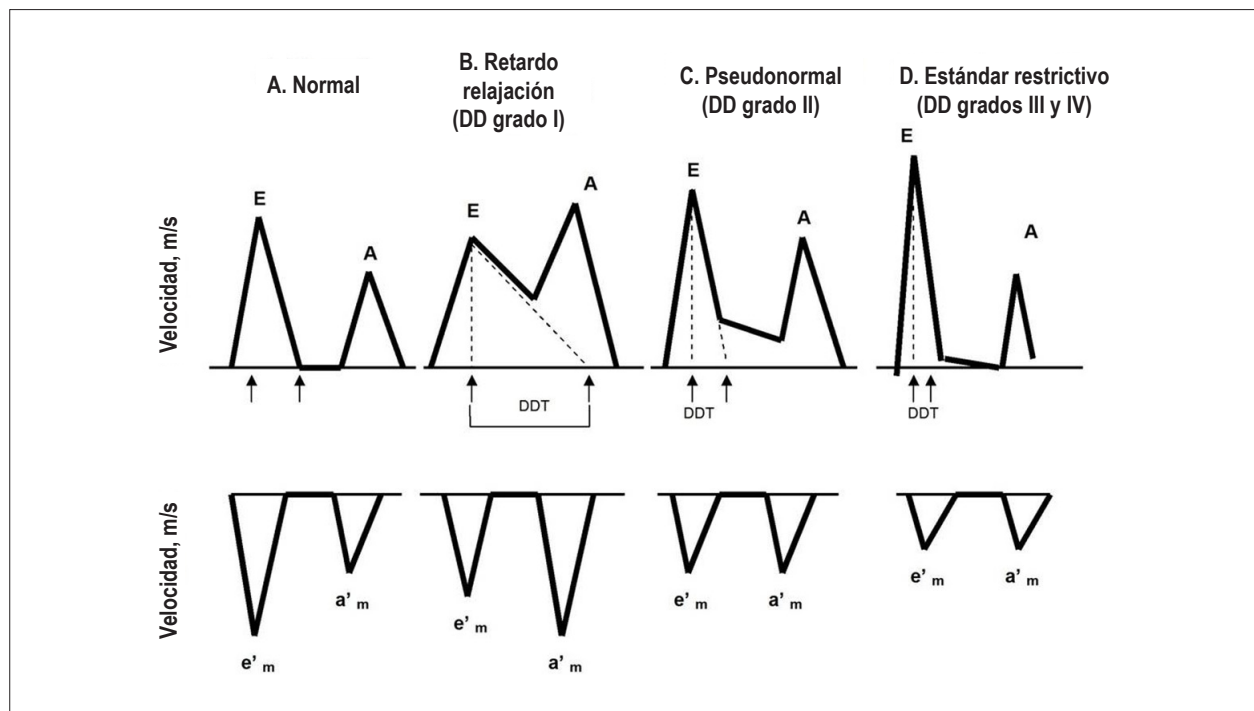 A. Normal
B. Retardo
relajación
(DD grado I)
C. Pseudonormal
(DD grado II)
D. Estándar restrictivo
(DD grados III y IV)
Velocidad, m/s
E
A
E
A
E
A
E
A
DDT
DDT
DDT
Velocidad, m/s
e’ m
a’ m
e’ m
a’ m
e’ m
a’ m
e’ m
a’ m